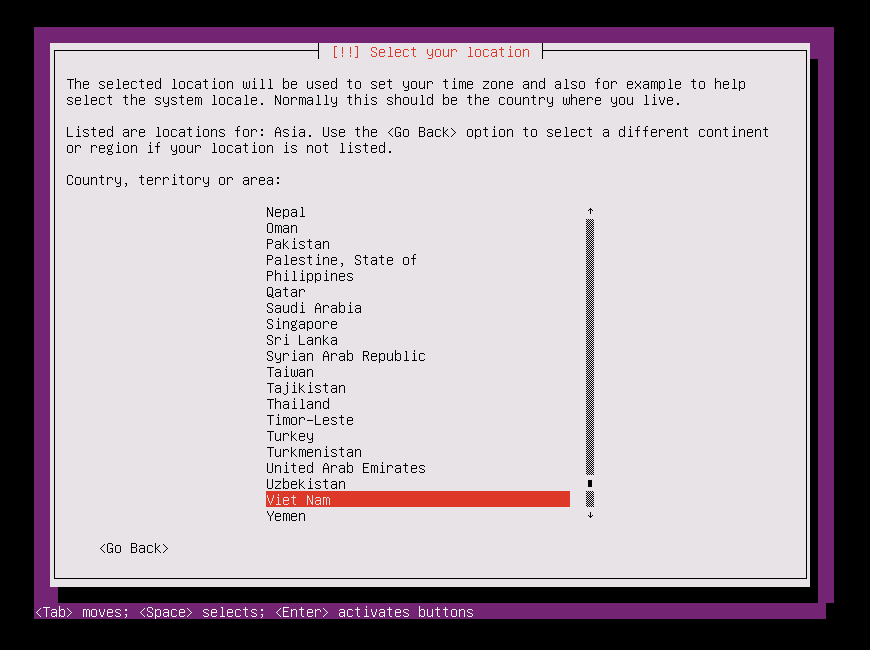 [!!] Select your location
The selected location will be used to set your time zone and also for example to help
select the system locale. Normally this should be the country where you live.
Listed are locations for: Asia. Use the <Go Back> option to select a different continent
or region if your location is not listed.
Country, territory or area:
Nepal
Oman
Pakistan
Palestine, State of
Philippines
Qatar
Saudi Arabia
Singapore
Sri Lanka
Syrian Arab Republic
Taiwan
Tajikistan
Thailand
Timor-Leste
Turkey
Turkmenistan
United Arab Emirates
Uzbekistan
Viet Nam
Yemen
<Go Back>
<Tab> moves; <Space> selects; <Enter> activates buttons